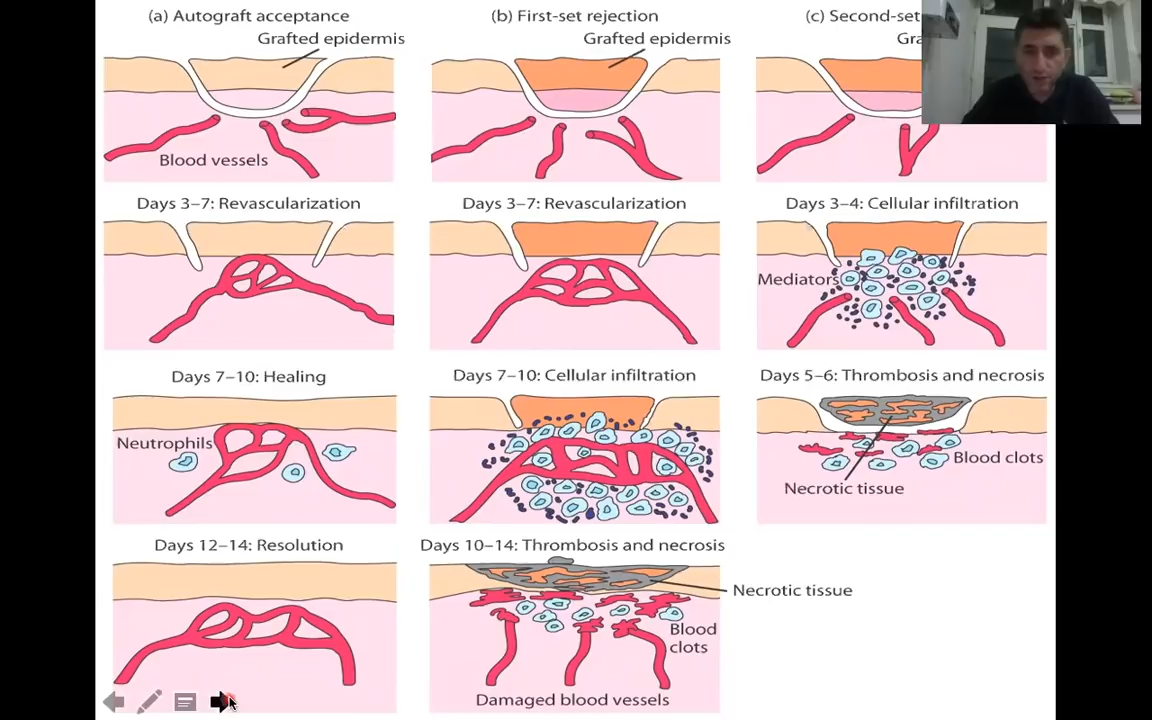 (a) Autograft acceptance
Grafted epidermis
Blood vessels
Days 3–7: Revascularization
Days 7–10: Healing
Neutrophils
Days 12–14: Resolution
(b) First-set rejection
Grafted epidermis
Days 3–7: Revascularization
Days 7–10: Cellular infiltration
Days 10–14: Thrombosis and necrosis
Necrotic tissue
Blood
clots
Damaged blood vessels
(c) Second-set
Gra
Days 3–4: Cellular infiltration
Mediators
Days 5–6: Thrombosis and necrosis
Blood clots
Necrotic tissue